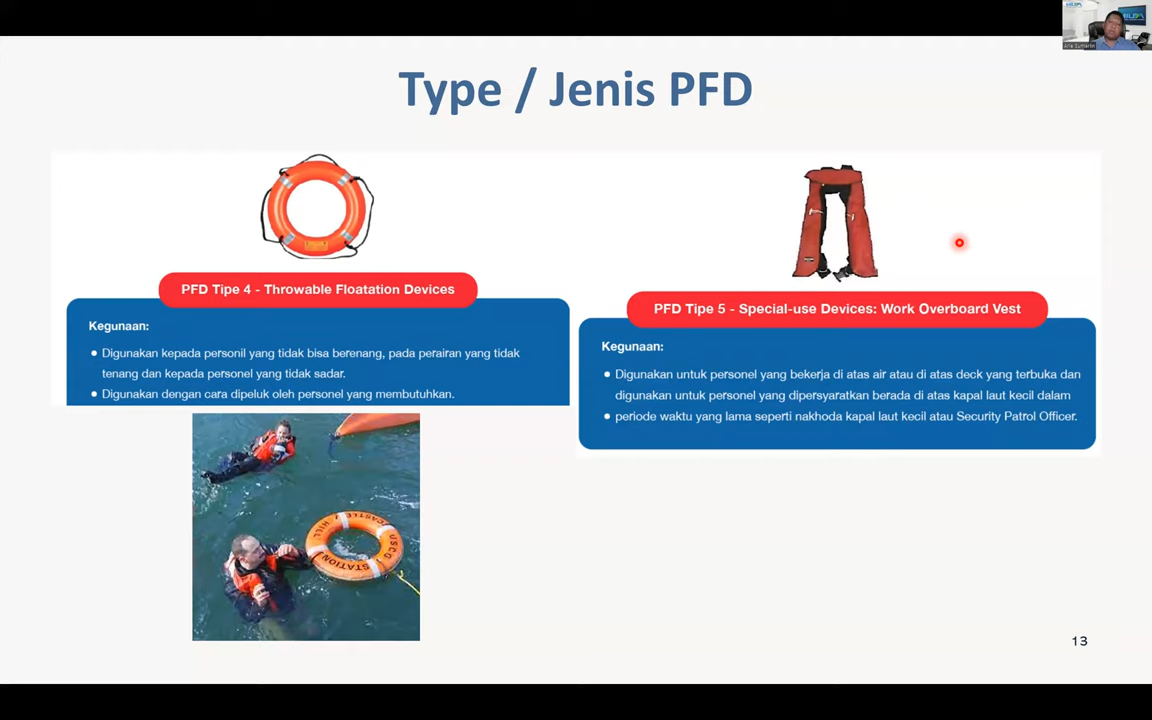 Type / Jenis PFD
PFD Tipe 4 - Throwable Floatation Devices
Kegunaan:
● Digunakan kepada personil yang tidak bisa berenang, pada perairan yang tidak
tenang dan kepada personel yang tidak sadar.
● Digunakan dengan cara dipeluk oleh personel yang membutuhkan.
PFD Tipe 5 - Special-use Devices: Work Overboard Vest
Kegunaan:
● Digunakan untuk personel yang bekerja di atas air atau di atas deck yang terbuka dan
digunakan untuk personel yang dipersyaratkan berada di atas kapal laut kecil dalam
● periode waktu yang lama seperti nakhoda kapal laut kecil atau Security Patrol Officer.
CASTLE HILL
USCG STATION
13